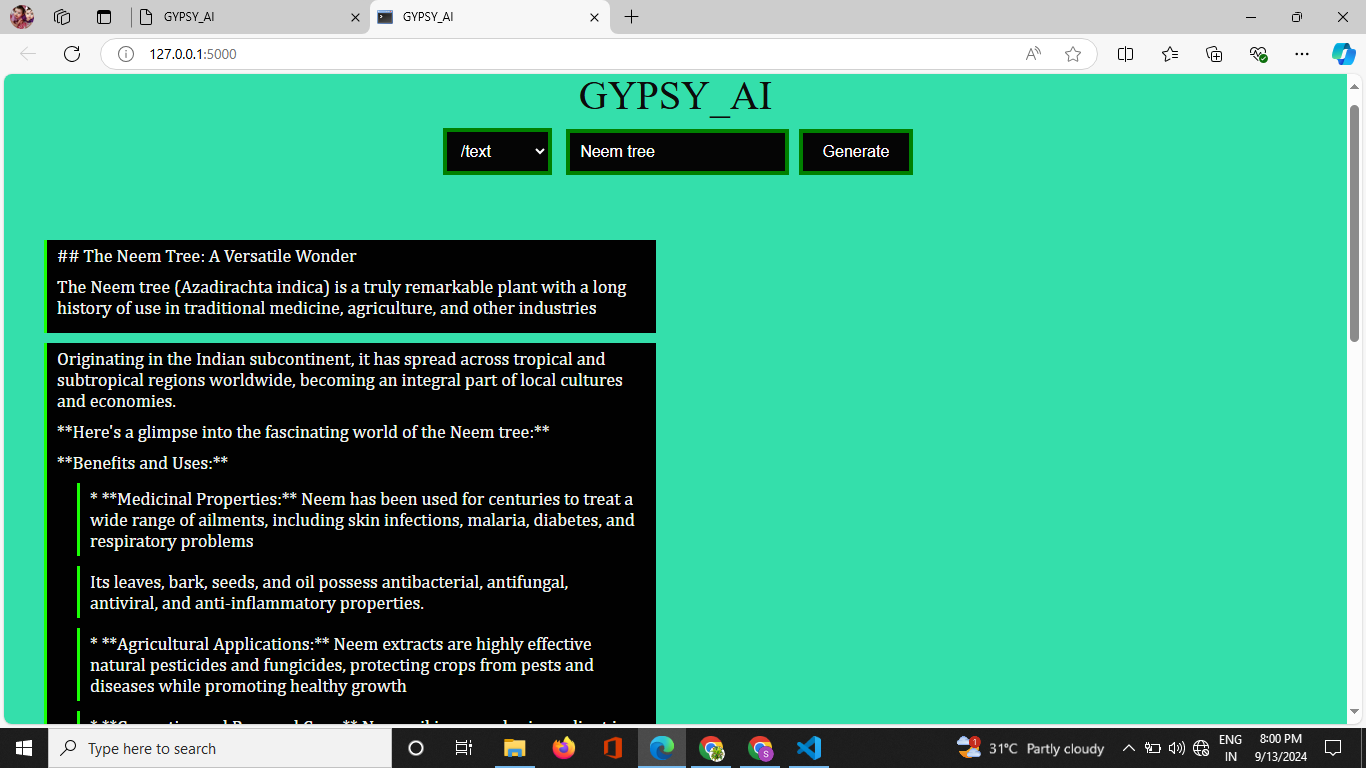 GYPSY_AI
GYPSY_AI
127.0.0.1:5000
GYPSY_AI
/text
Neem tree
Generate
## The Neem Tree: A Versatile Wonder
The Neem tree (Azadirachta indica) is a truly remarkable plant with a long
history of use in traditional medicine, agriculture, and other industries
Originating in the Indian subcontinent, it has spread across tropical and
subtropical regions worldwide, becoming an integral part of local cultures
and economies.
**Here's a glimpse into the fascinating world of the Neem tree:**
**Benefits and Uses:**
* **Medicinal Properties:** Neem has been used for centuries to treat a
wide range of ailments, including skin infections, malaria, diabetes, and
respiratory problems
Its leaves, bark, seeds, and oil possess antibacterial, antifungal,
antiviral, and anti-inflammatory properties.
* **Agricultural Applications:** Neem extracts are highly effective
natural pesticides and fungicides, protecting crops from pests and
diseases while promoting healthy growth
Type here to search
1
31°C Partly cloudy
ENG
IN
8:00 PM
9/13/2024